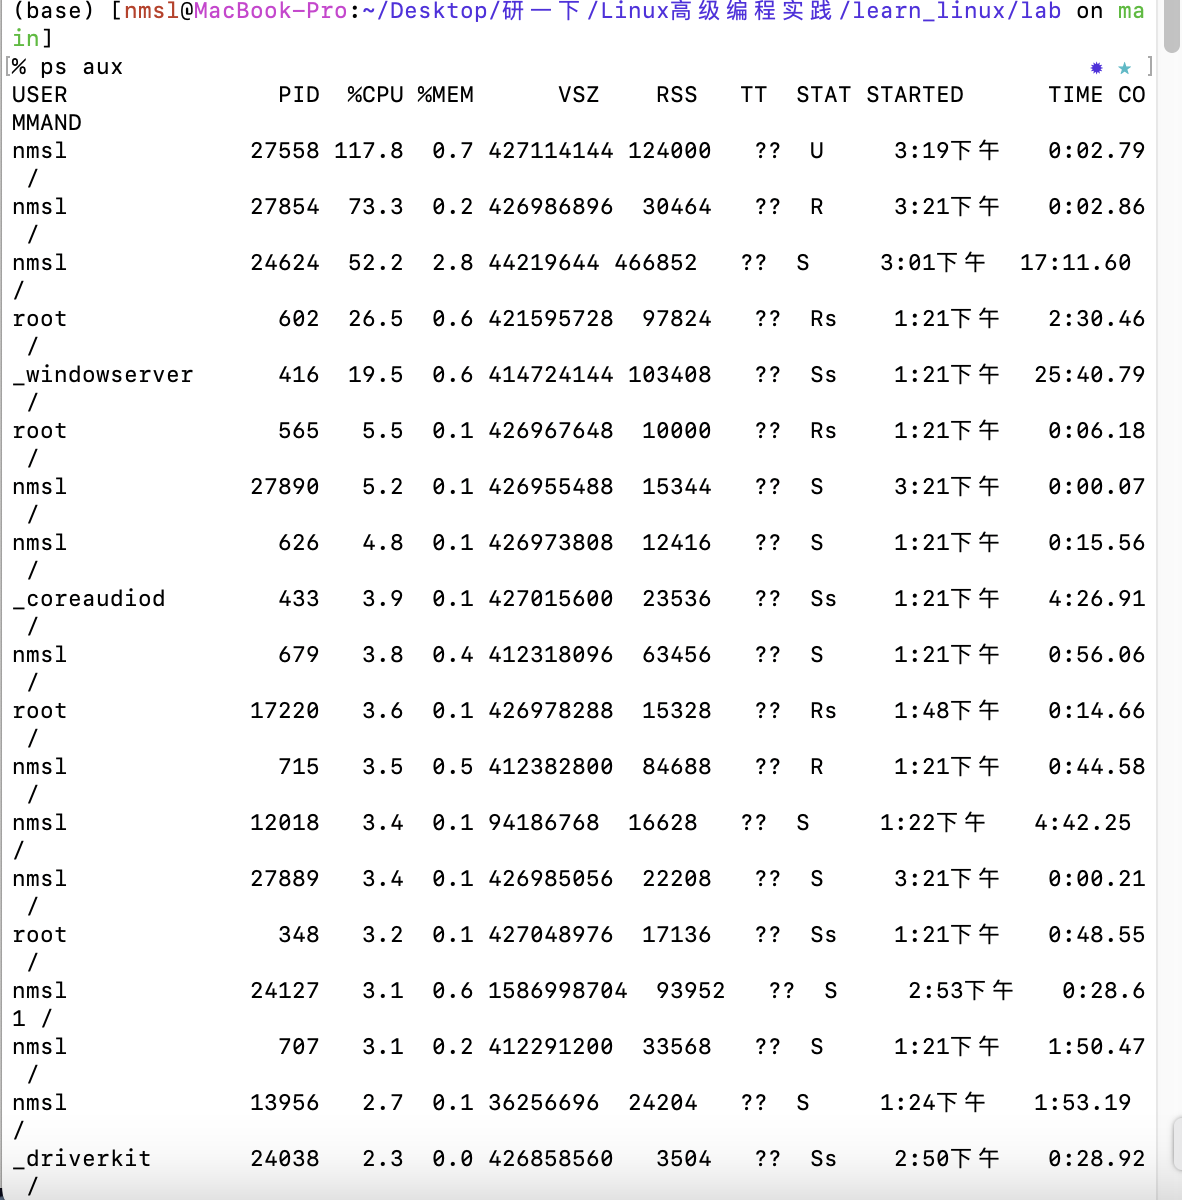 (base) [nmsl@MacBook-Pro:~/Desktop/研一下/Linux高级编程实践/learn_linux/lab on ma
in]
[% ps aux ✹ ★ ]
USER PID %CPU %MEM VSZ RSS TT STAT STARTED TIME CO
MMAND
nmsl 27558 117.8 0.7 427114144 124000 ?? U 3:19下午 0:02.79
/
nmsl 27854 73.3 0.2 426986896 30464 ?? R 3:21下午 0:02.86
/
nmsl 24624 52.2 2.8 44219644 466852 ?? S 3:01下午 17:11.60
/
root 602 26.5 0.6 421595728 97824 ?? Rs 1:21下午 2:30.46
/
_windowserver 416 19.5 0.6 414724144 103408 ?? Ss 1:21下午 25:40.79
/
root 565 5.5 0.1 426967648 10000 ?? Rs 1:21下午 0:06.18
/
nmsl 27890 5.2 0.1 426955488 15344 ?? S 3:21下午 0:00.07
/
nmsl 626 4.8 0.1 426973808 12416 ?? S 1:21下午 0:15.56
/
_coreaudiod 433 3.9 0.1 427015600 23536 ?? Ss 1:21下午 4:26.91
/
nmsl 679 3.8 0.4 412318096 63456 ?? S 1:21下午 0:56.06
/
root 17220 3.6 0.1 426978288 15328 ?? Rs 1:48下午 0:14.66
/
nmsl 715 3.5 0.5 412382800 84688 ?? R 1:21下午 0:44.58
/
nmsl 12018 3.4 0.1 94186768 16628 ?? S 1:22下午 4:42.25
/
nmsl 27889 3.4 0.1 426985056 22208 ?? S 3:21下午 0:00.21
/
root 348 3.2 0.1 427048976 17136 ?? Ss 1:21下午 0:48.55
/
nmsl 24127 3.1 0.6 1586998704 93952 ?? S 2:53下午 0:28.6
1 /
nmsl 707 3.1 0.2 412291200 33568 ?? S 1:21下午 1:50.47
/
nmsl 13956 2.7 0.1 36256696 24204 ?? S 1:24下午 1:53.19
/
_driverkit 24038 2.3 0.0 426858560 3504 ?? Ss 2:50下午 0:28.92
/